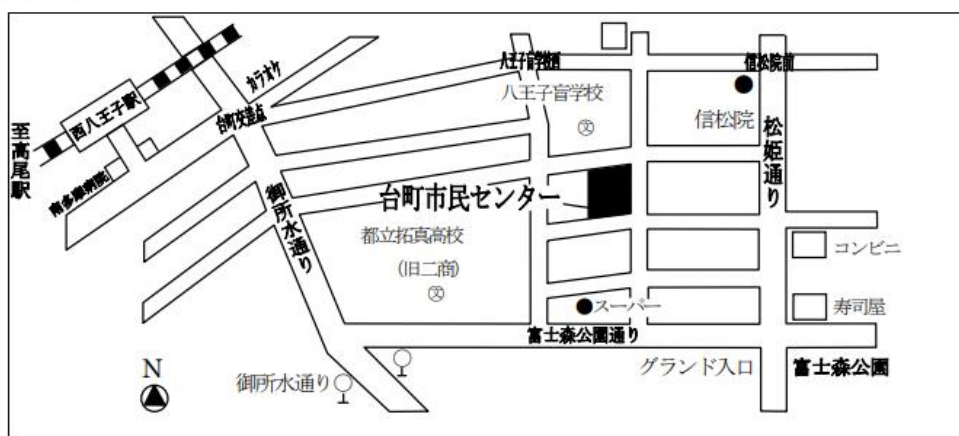 八王子盲学校西
信松院前
カラオケ
八王子盲学校
西八王子駅
台町交差点
信松院
至高尾駅
松姫通り
南多摩病院
台町市民センター
御所水通り
都立拓真高校
(旧二商)
コンビニ
スーパー
寿司屋
富士森公園通り
グランド入口
富士森公園
N
御所水通り
文
文